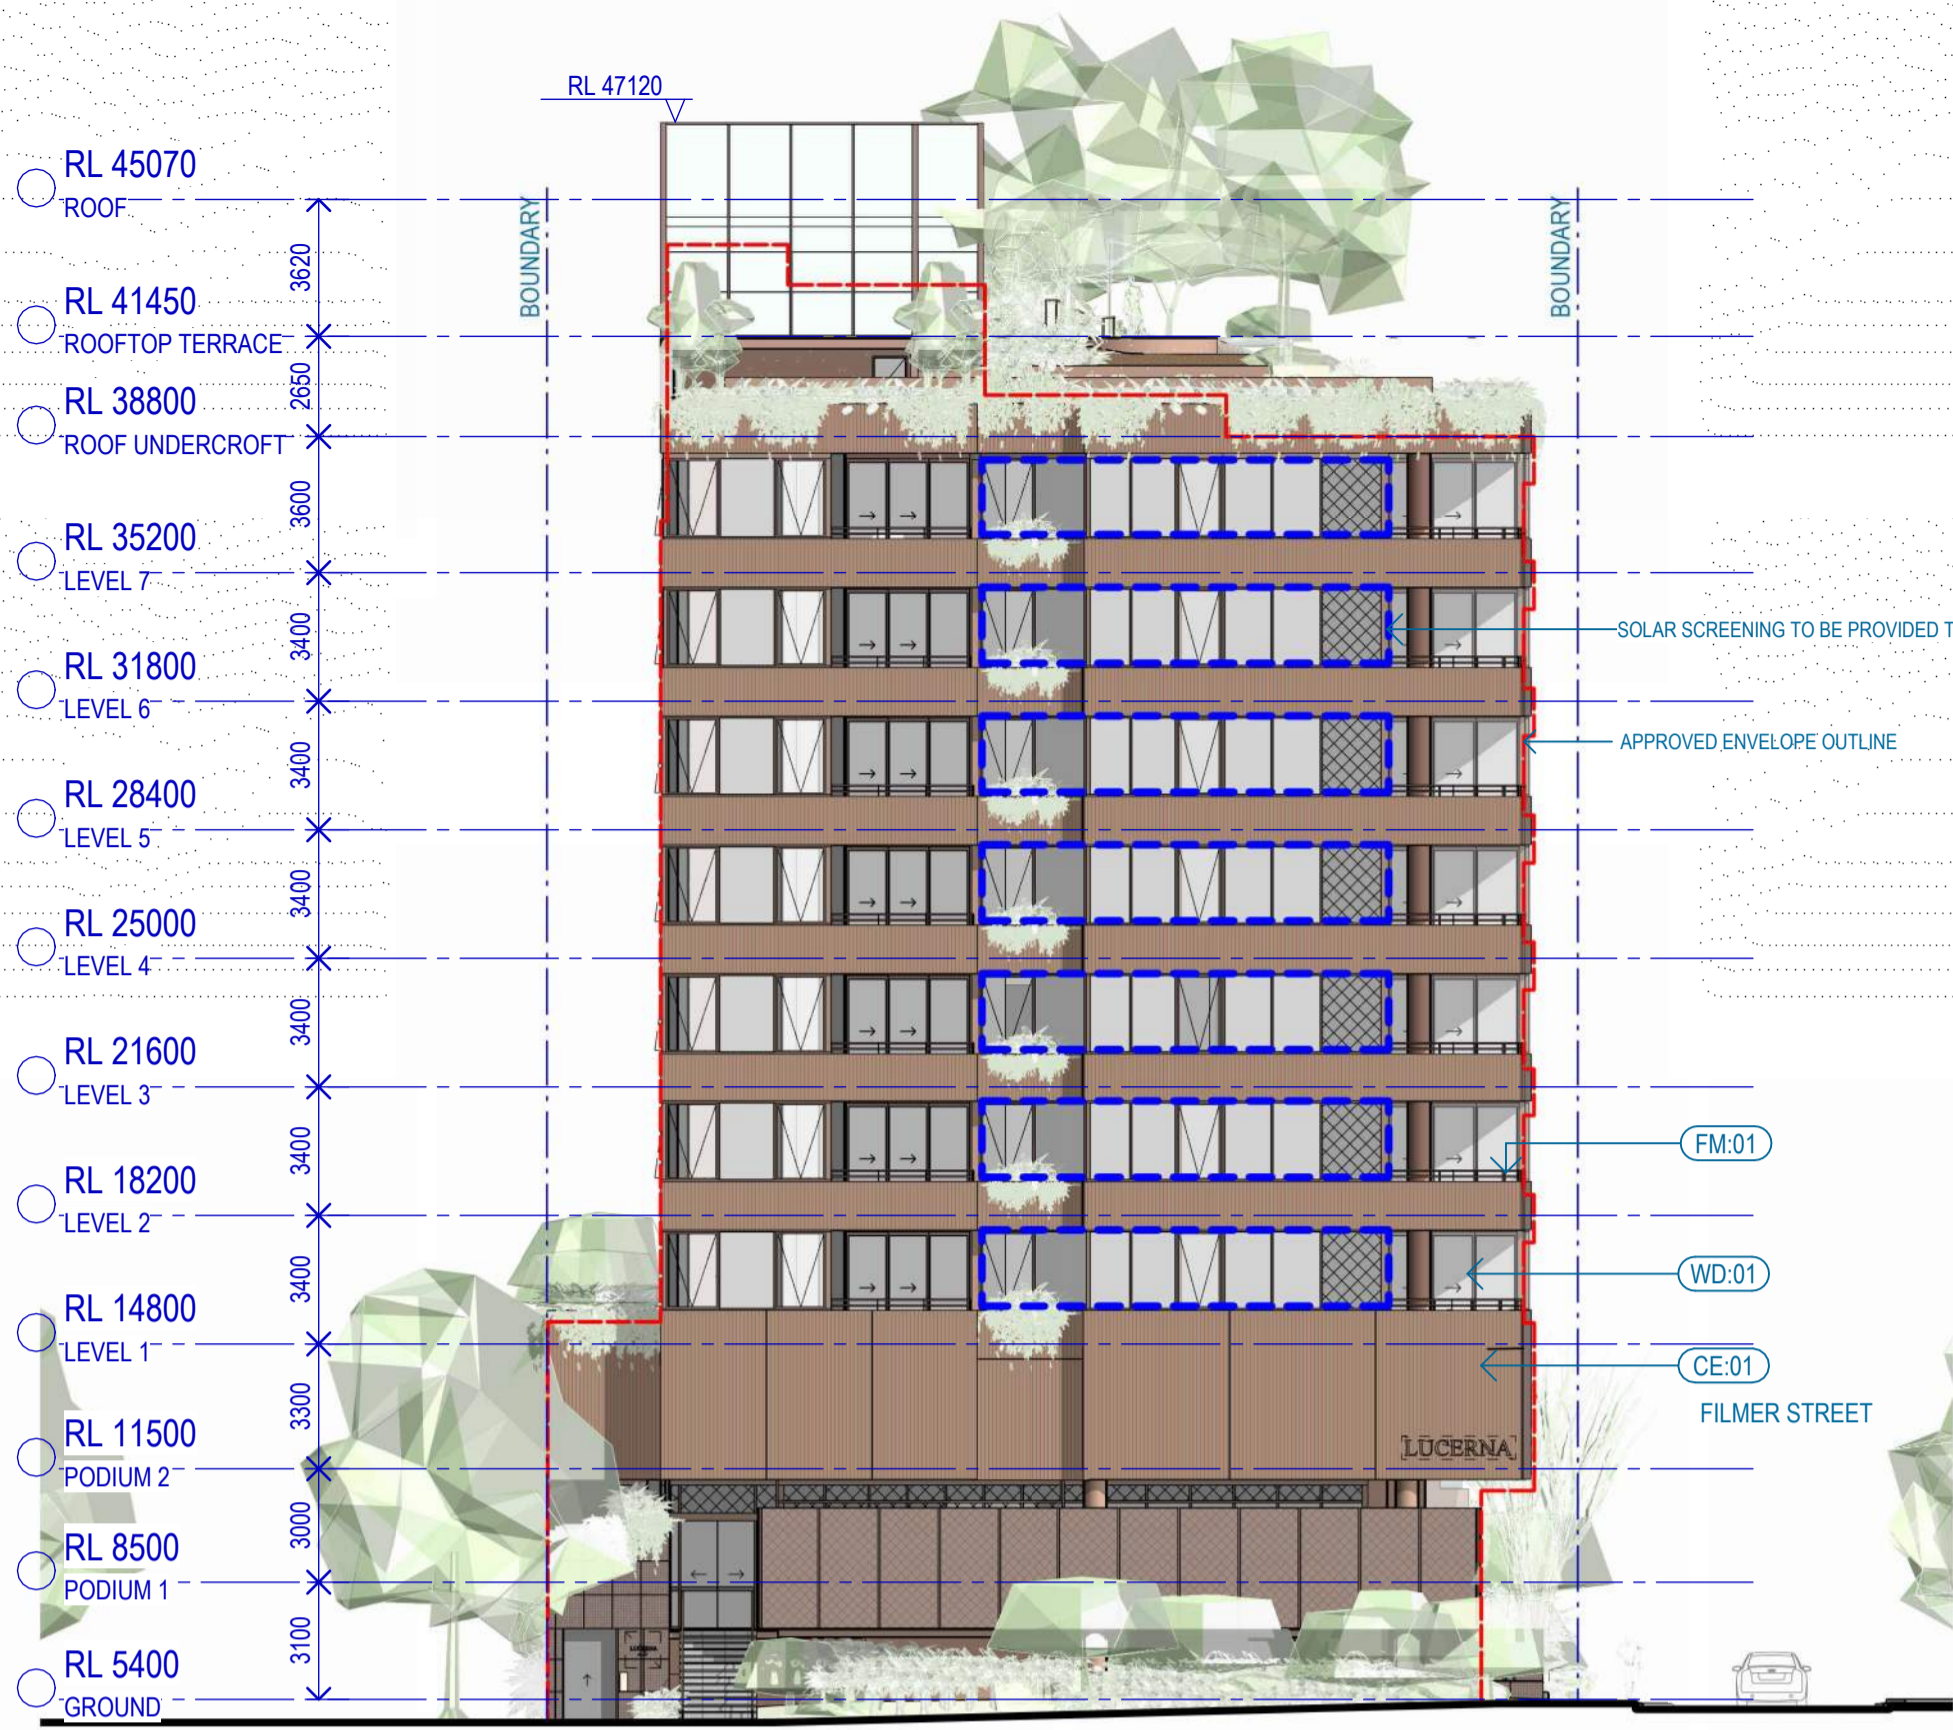 RL 47120
RL 45070
ROOF
BOUNDARY
BOUNDARY
3620
RL 41450
ROOFTOP TERRACE
2650
RL 38800
ROOF UNDERCROFT
3600
RL 35200
LEVEL 7
3400
SOLAR SCREENING TO BE PROVIDED T
RL 31800
LEVEL 6
APPROVED ENVELOPE OUTLINE
3400
RL 28400
LEVEL 5
3400
RL 25000
LEVEL 4
3400
RL 21600
LEVEL 3
3400
FM:01
RL 18200
LEVEL 2
3400
WD:01
RL 14800
LEVEL 1
CE:01
3300
FILMER STREET
RL 11500
PODIUM 2
LUCERNA
3000
RL 8500
PODIUM 1
3100
LUCERNA
RL 5400
GROUND